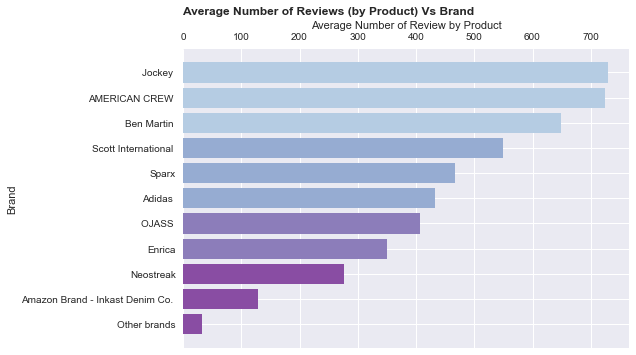 Average Number of Reviews (by Product) Vs Brand
Average Number of Review by Product
0 100 200 300 400 500 600 700
Brand
Jockey
AMERICAN CREW
Ben Martin
Scott International
Sparx
Adidas
OJASS
Enrica
Neostreak
Amazon Brand - Inkast Denim Co.
Other brands